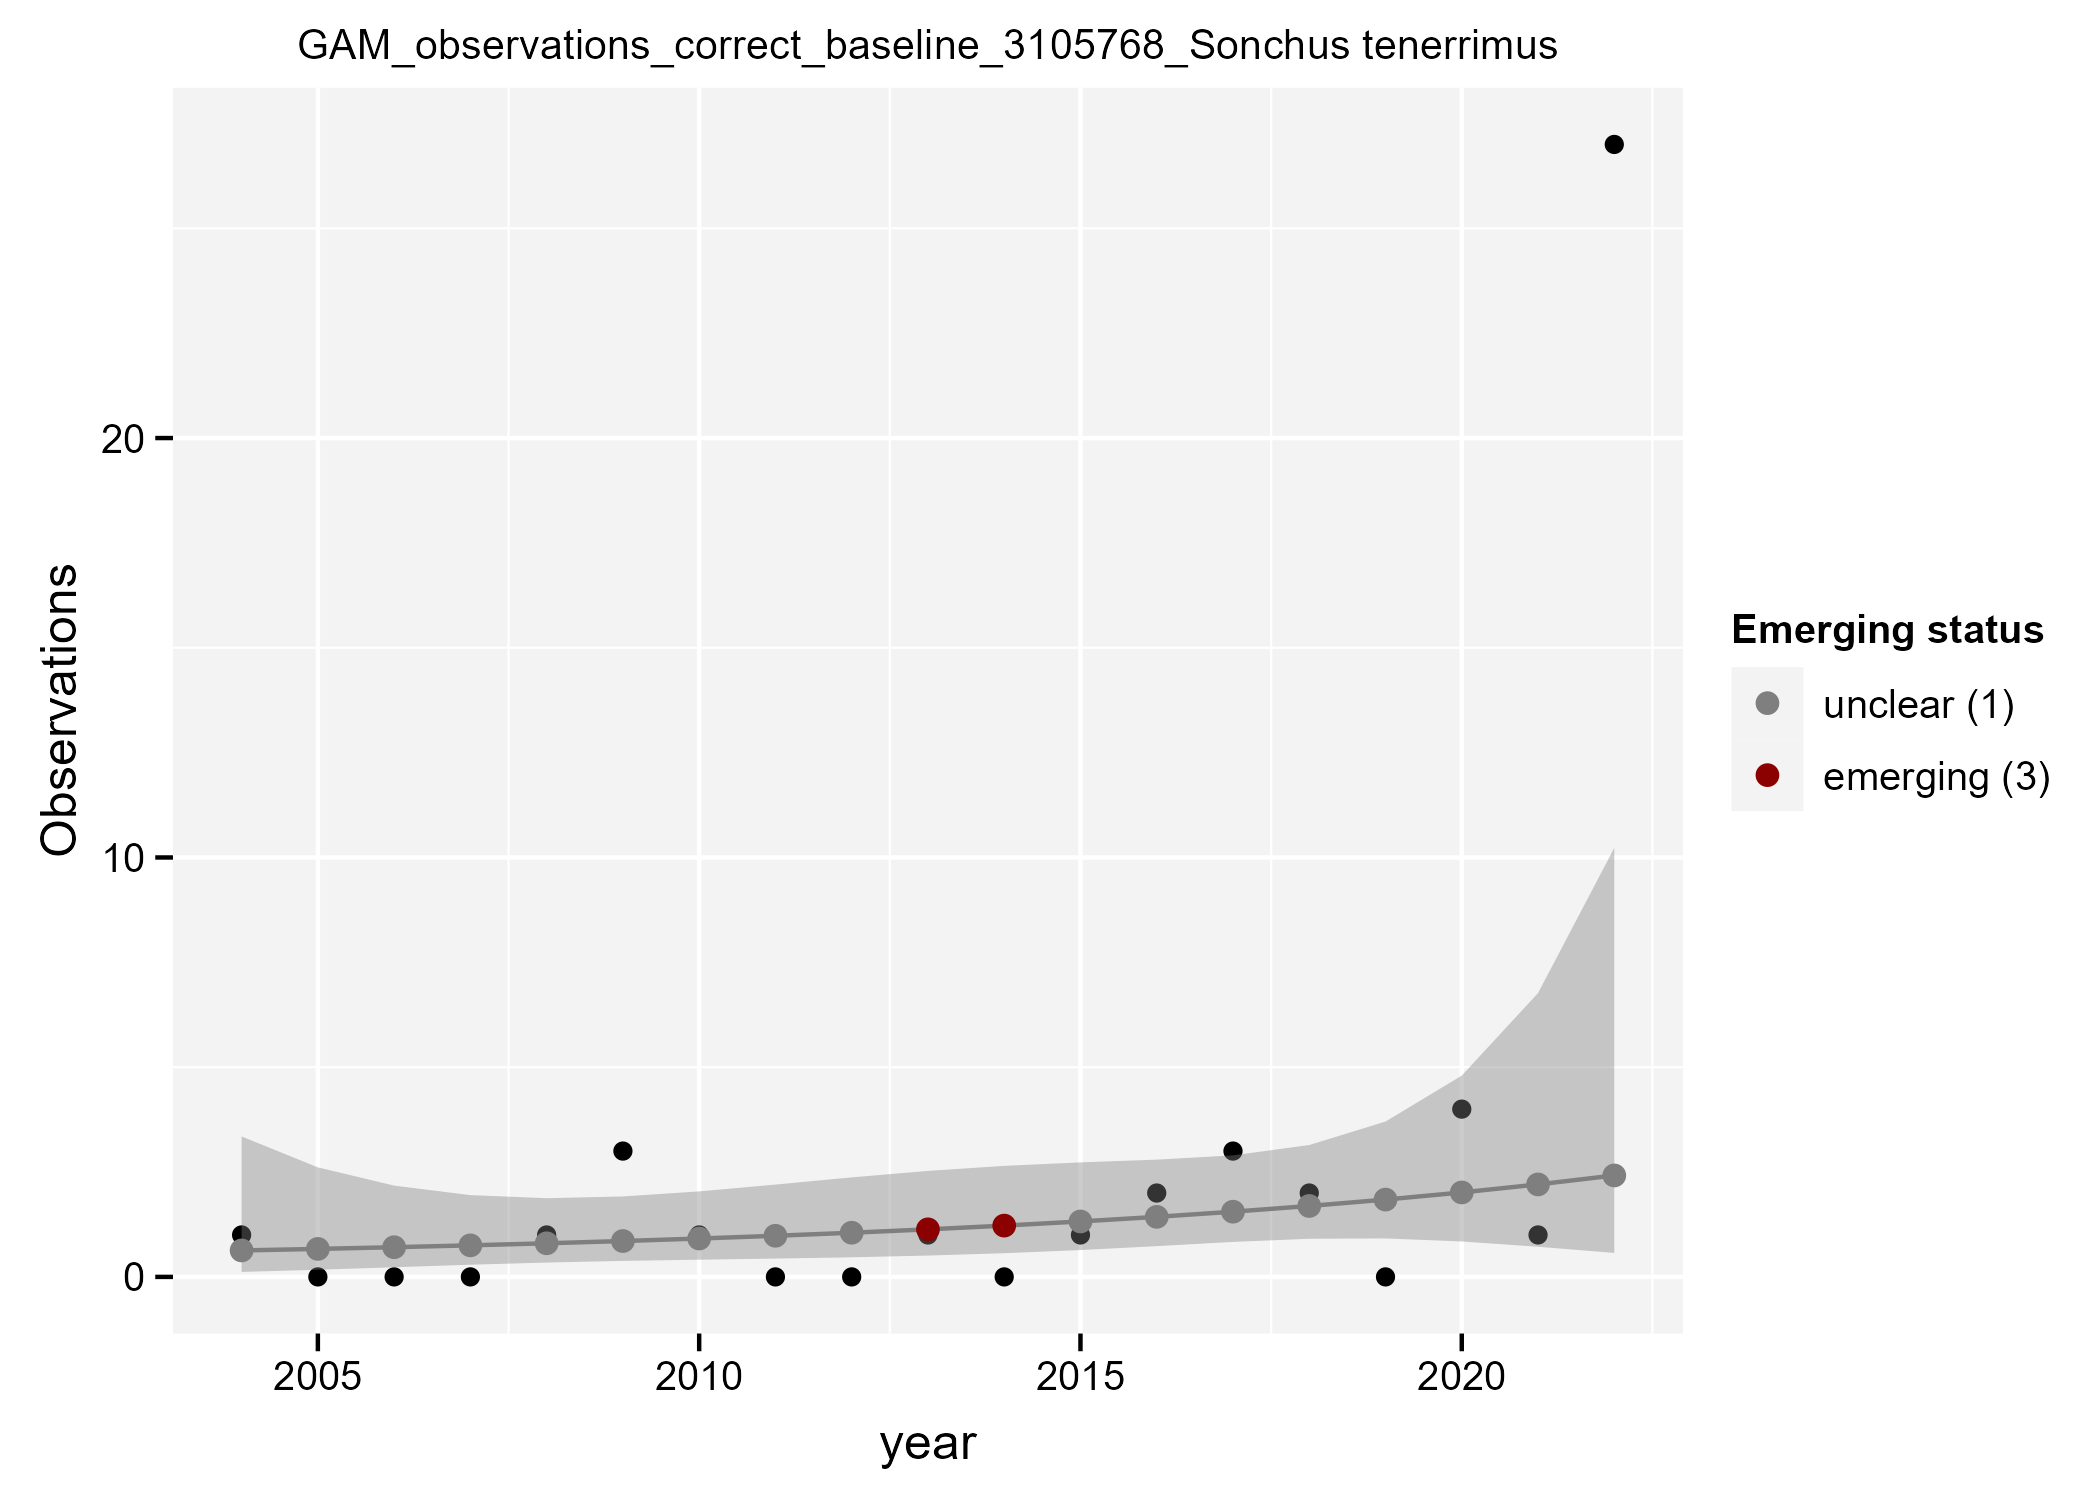 GAM_observations_correct_baseline_3105768_Sonchus tenerrimus
Observations
20
10
0
2005 2010 2015 2020
year
Emerging status
unclear (1)
emerging (3)